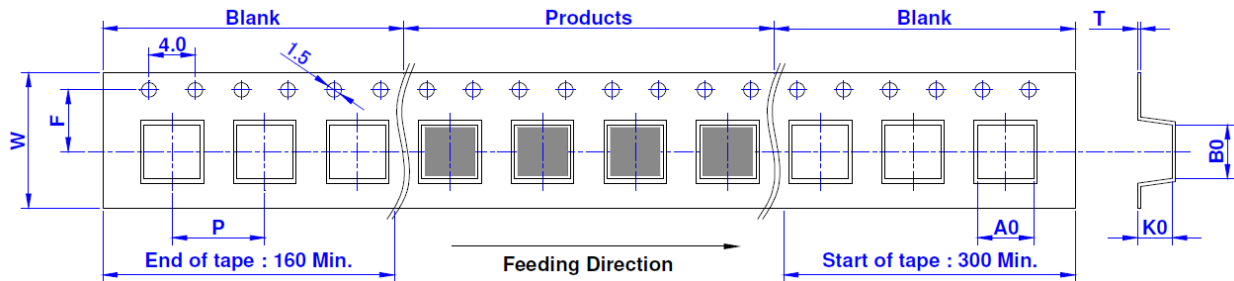 Blank Products Blank T
4.0 1.5
F
W
B0
P A0 K0
End of tape : 160 Min. Feeding Direction Start of tape : 300 Min.